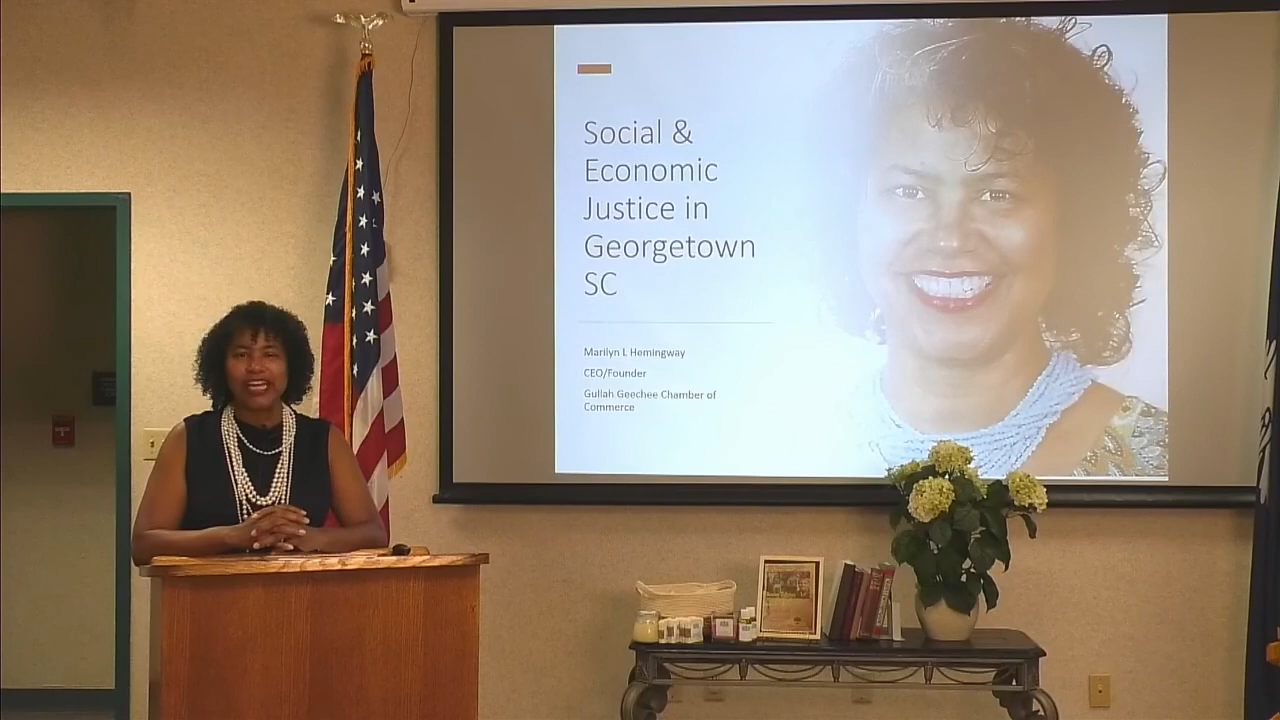 Social &
Economic
Justice in
Georgetown
SC
Marilyn L Hemingway
CEO/Founder
Gullah Geechee Chamber of
Commerce